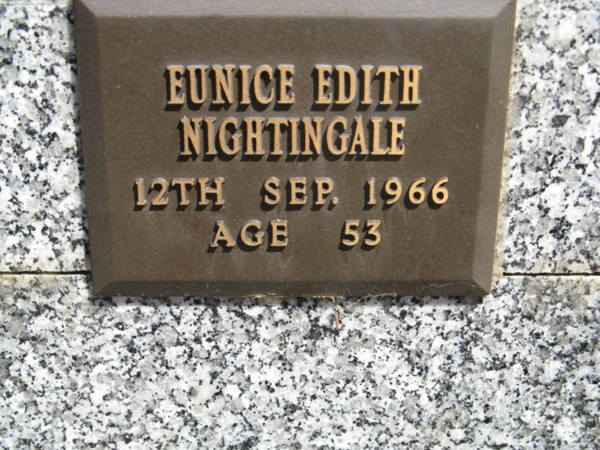 EUNICE EDITH
NIGHTINGALE
12TH SEP. 1966
AGE 53